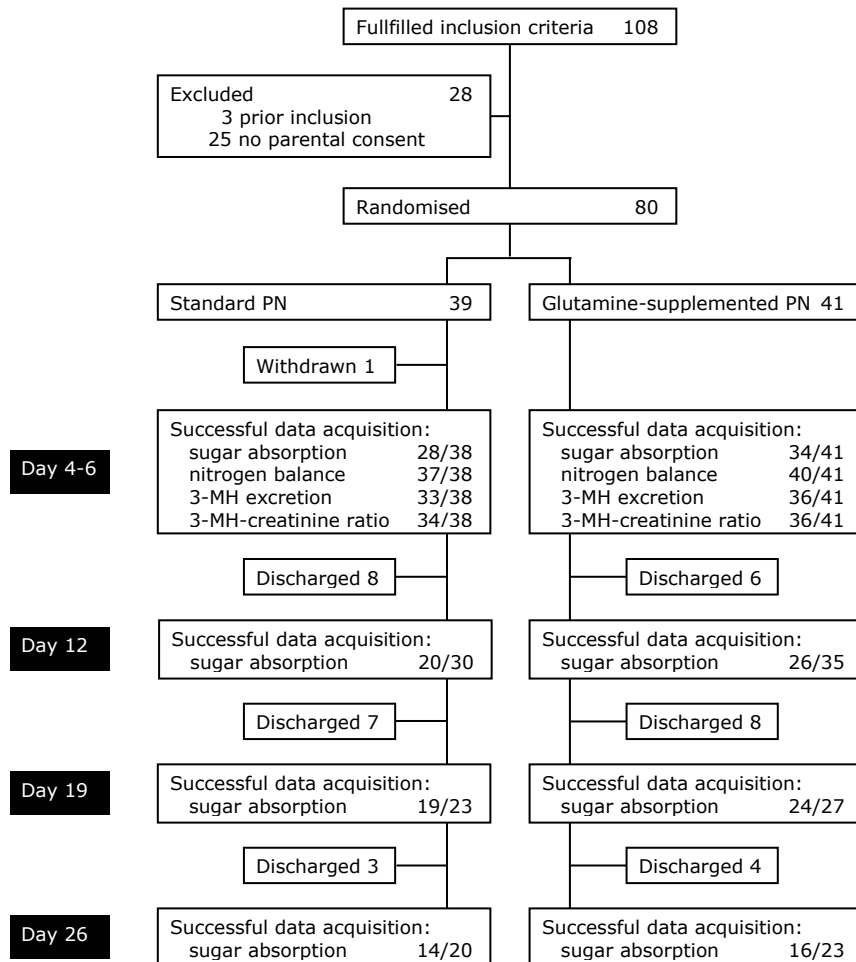 Fullfilled inclusion criteria 108
Excluded 28
3 prior inclusion
25 no parental consent
Randomised 80
Standard PN 39
Glutamine-supplemented PN 41
Withdrawn 1
Day 4-6
Successful data acquisition:
sugar absorption 28/38
nitrogen balance 37/38
3-MH excretion 33/38
3-MH-creatinine ratio 34/38
Successful data acquisition:
sugar absorption 34/41
nitrogen balance 40/41
3-MH excretion 36/41
3-MH-creatinine ratio 36/41
Discharged 8
Discharged 6
Day 12
Successful data acquisition:
sugar absorption 20/30
Successful data acquisition:
sugar absorption 26/35
Discharged 7
Discharged 8
Day 19
Successful data acquisition:
sugar absorption 19/23
Successful data acquisition:
sugar absorption 24/27
Discharged 3
Discharged 4
Day 26
Successful data acquisition:
sugar absorption 14/20
Successful data acquisition:
sugar absorption 16/23